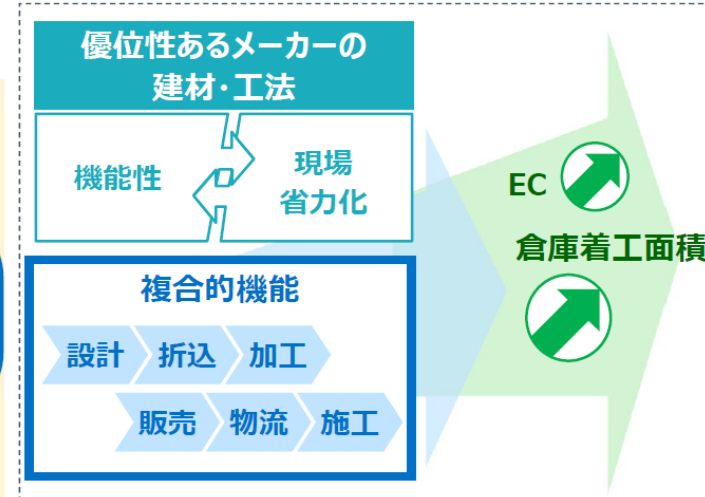 優位性あるメーカーの
建材・工法
機能性
現場
省力化
複合的機能
設計 折込 加工
販売 物流 施工
EC
倉庫着工面積